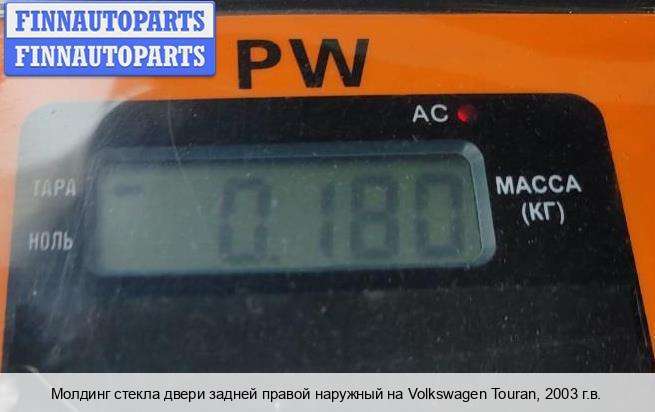 FINNAUTOPARTS
FINNAUTOPARTS
PW
AC
ТАРА
0.180
МАССА
(КГ)
НОЛЬ
Молдинг стекла двери задней правой наружный на Volkswagen Touran, 2003 г.в.